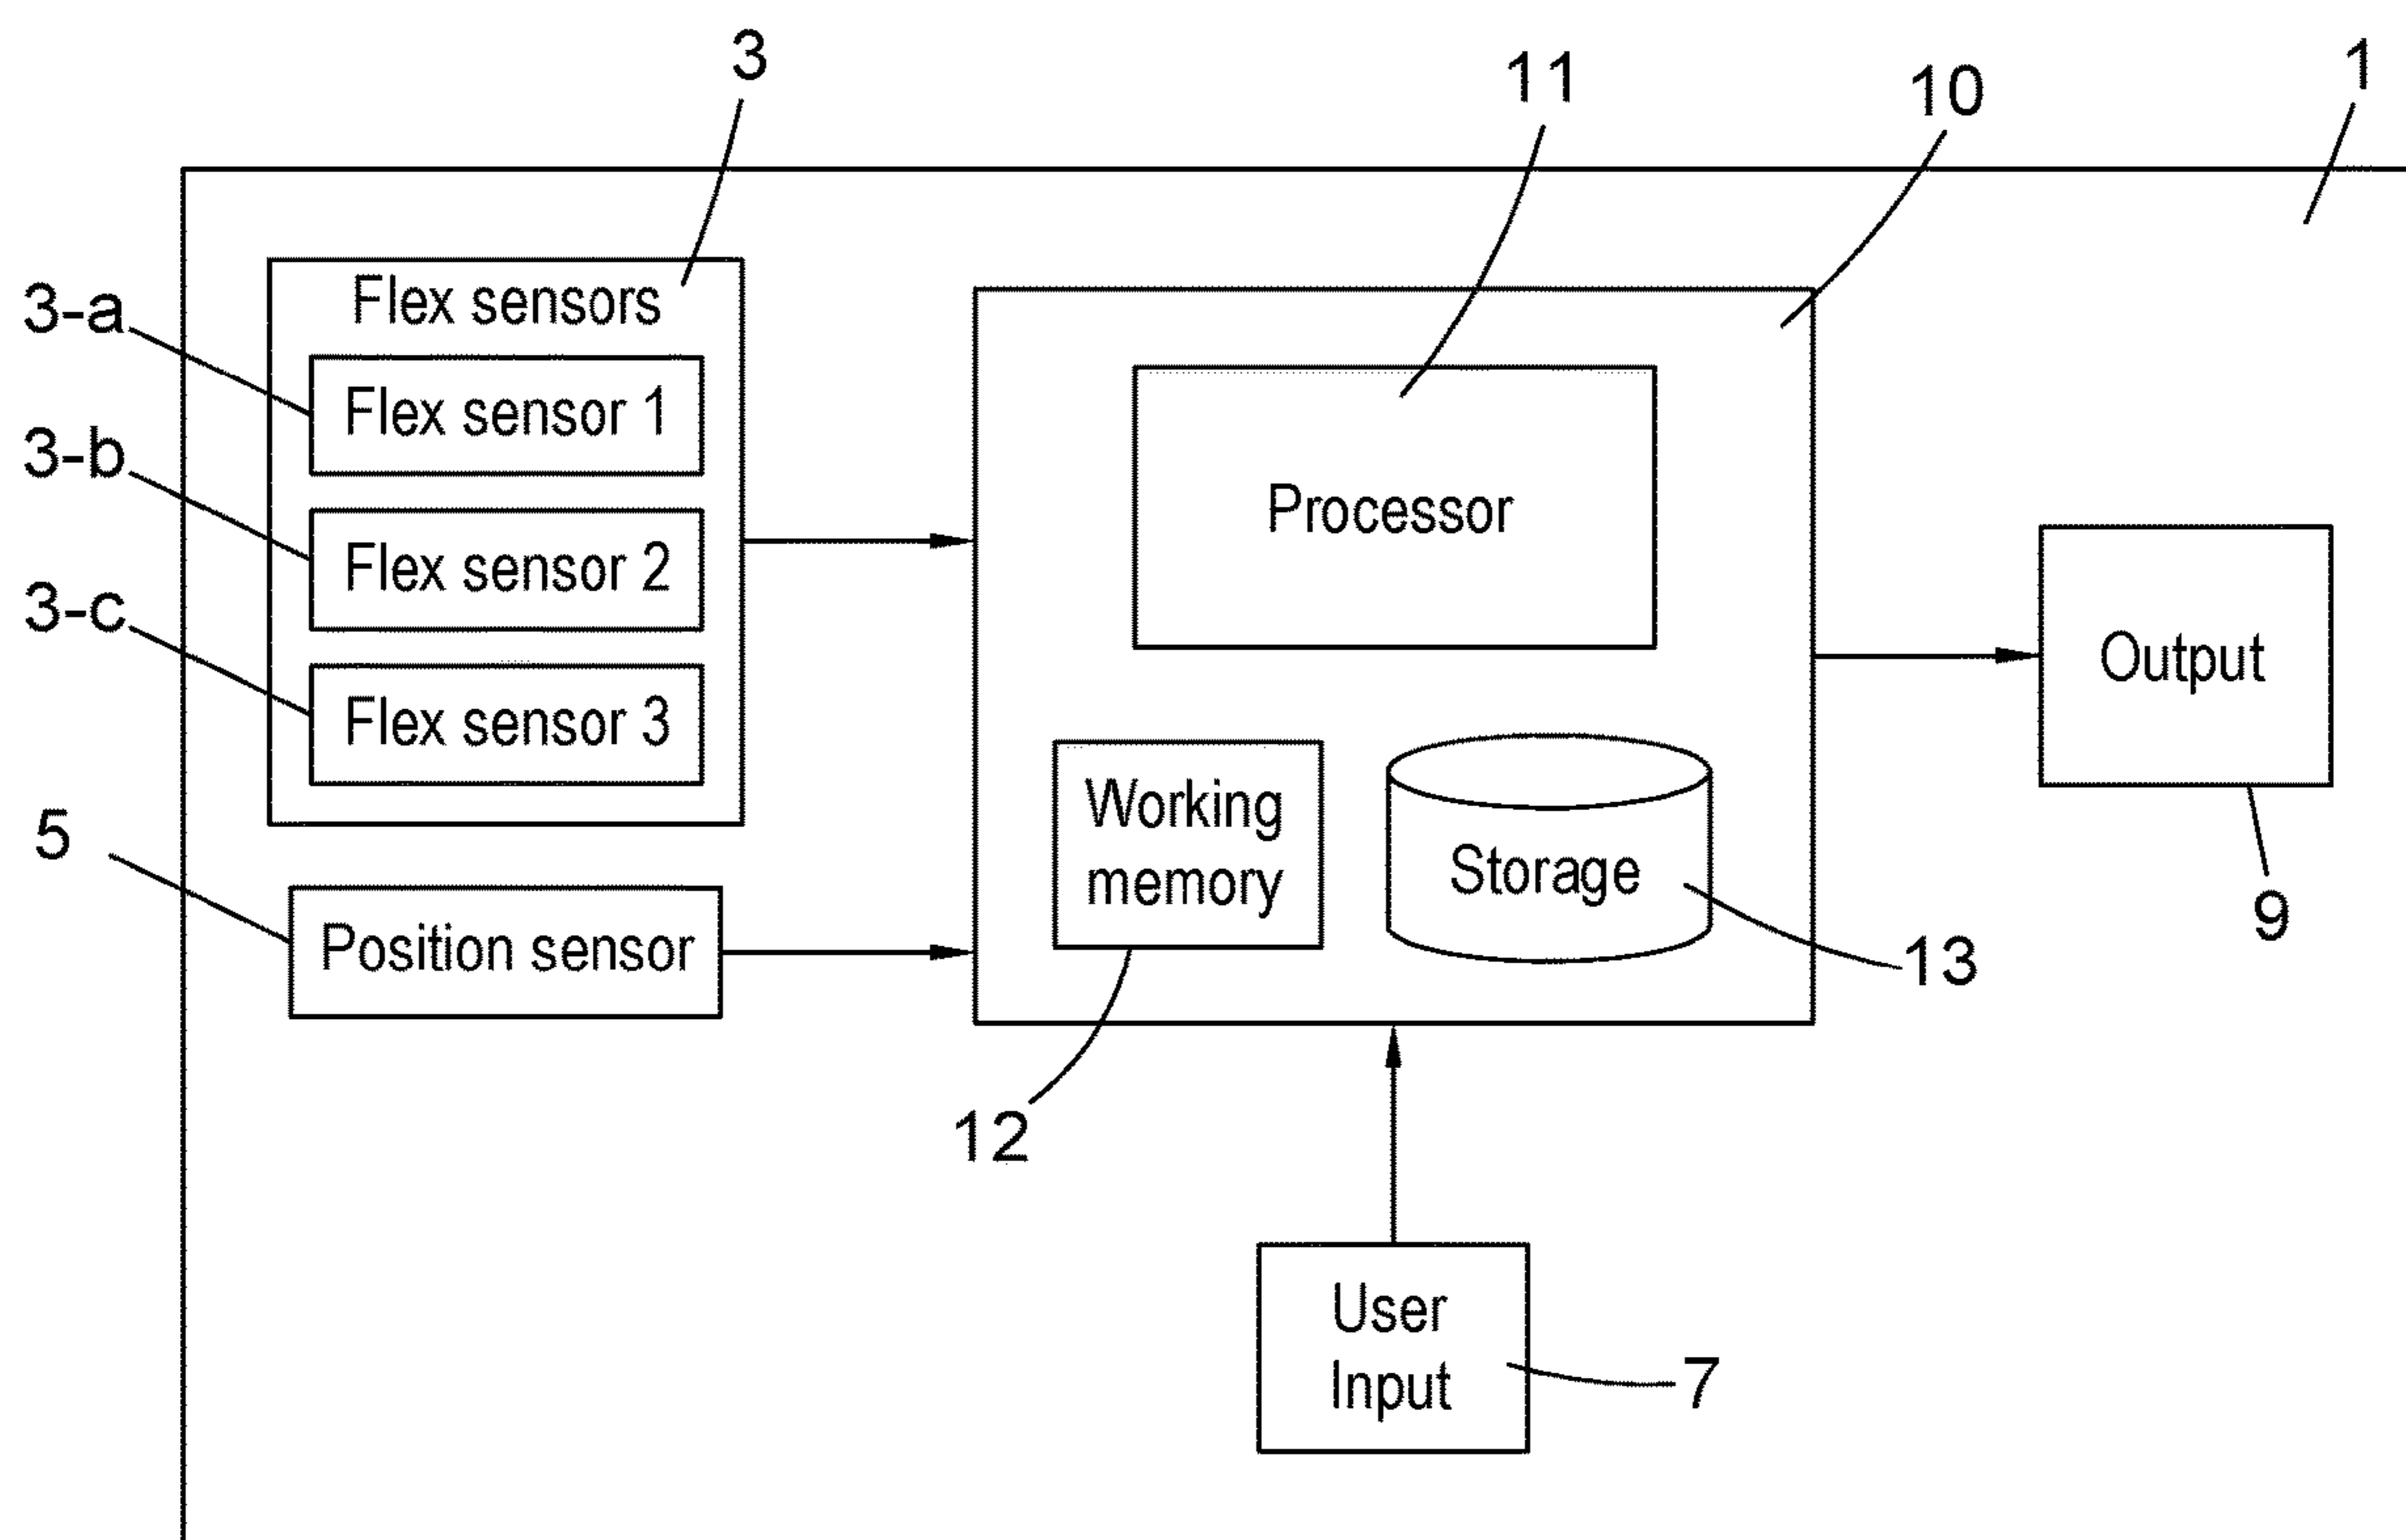 3
11
10
1
Flex sensors
3-a
Flex sensor 1
3-b
Flex sensor 2
3-c
Flex sensor 3
Processor
Output
Working
memory
Storage
5
Position sensor
9
13
12
User
Input
7